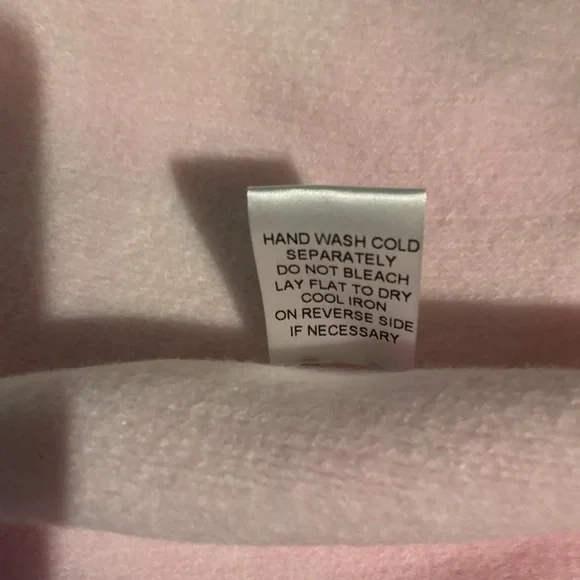 HAND WASH COLD
SEPARATELY
DO NOT BLEACH
LAY FLAT TO DRY
COOL IRON
ON REVERSE SIDE
IF NECESSARY